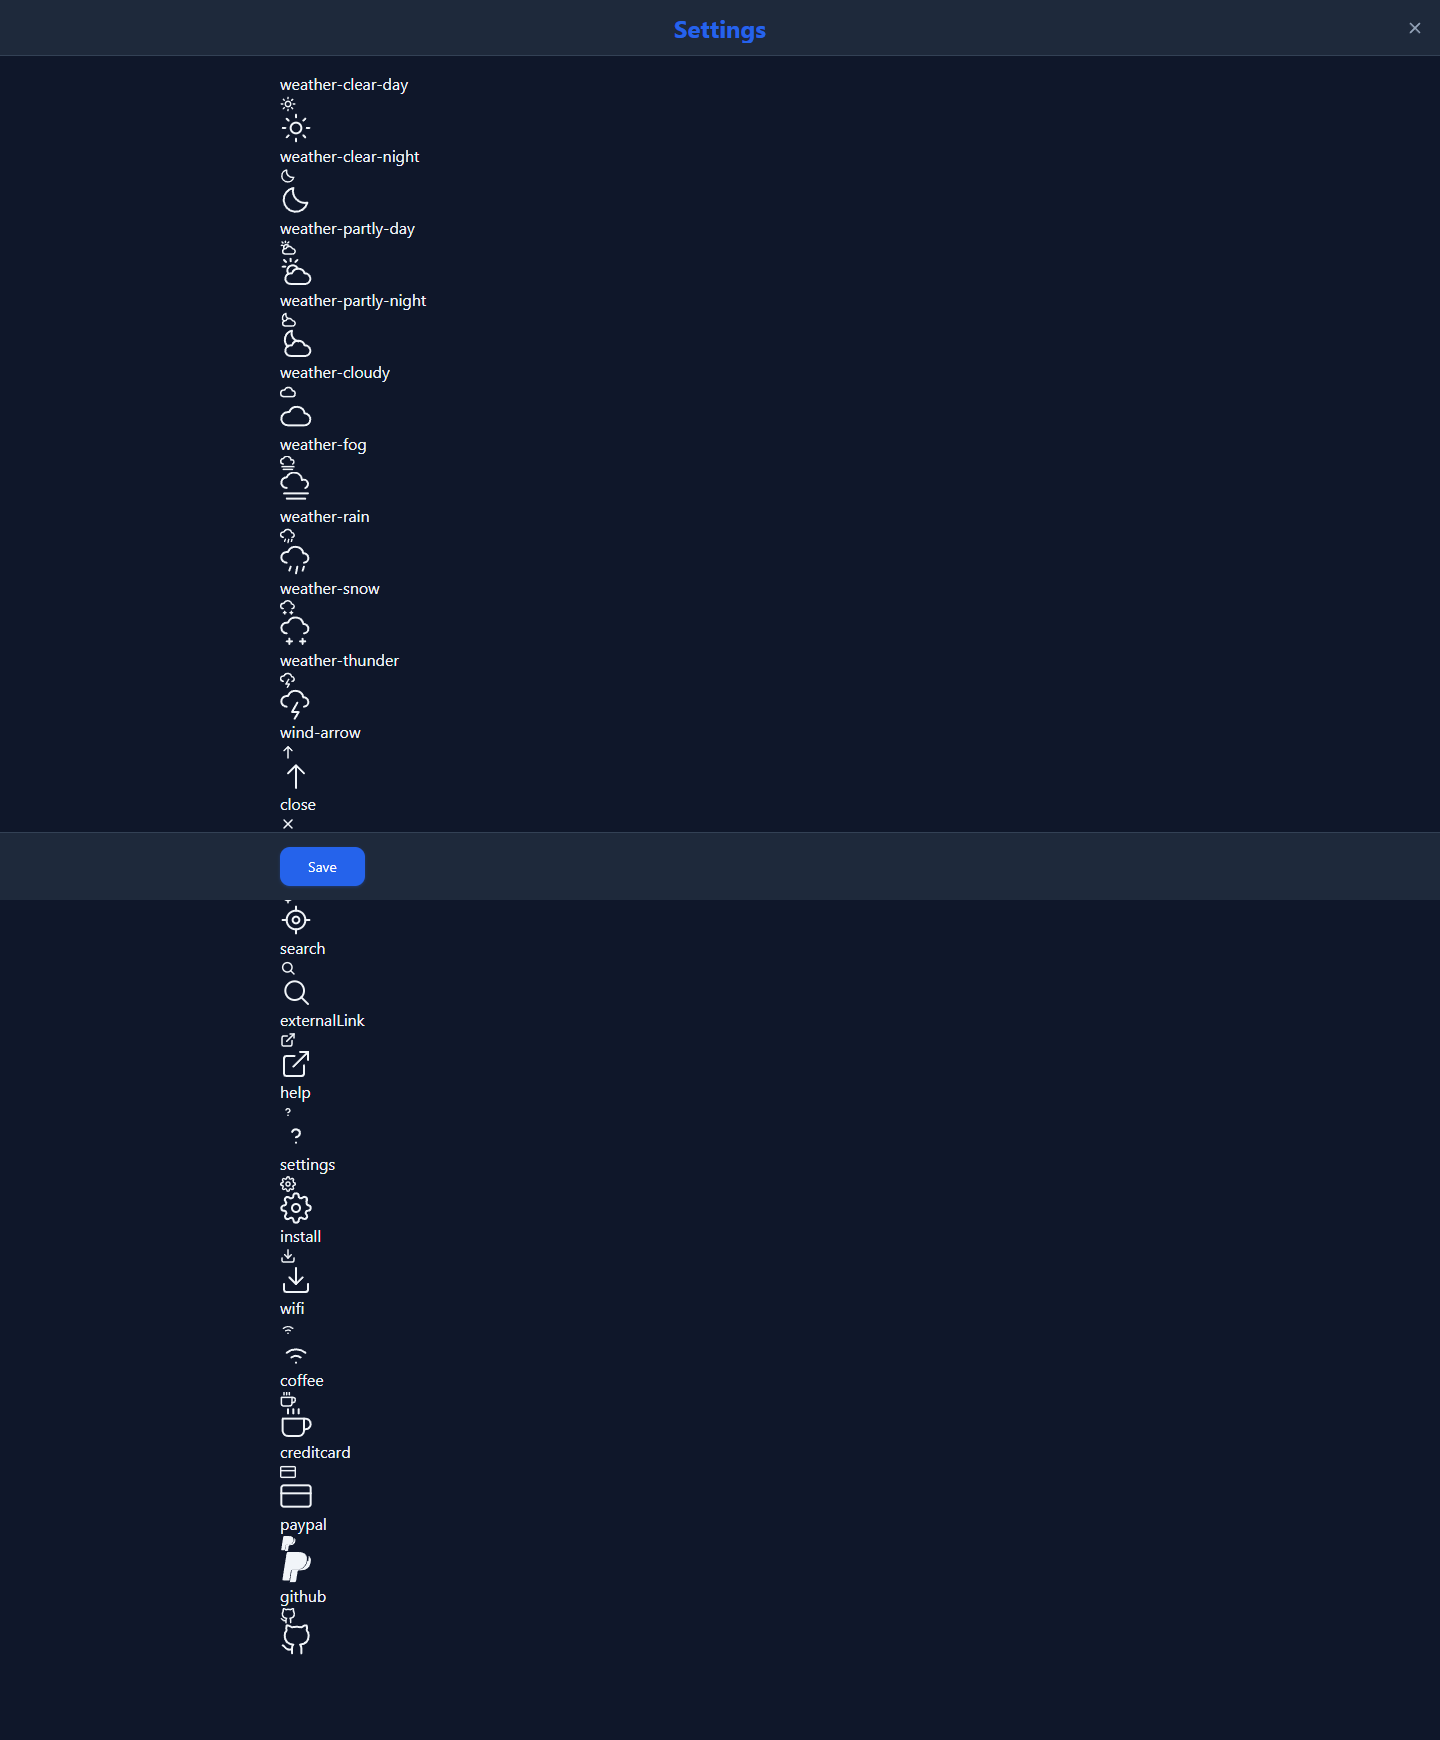 Settings
weather-clear-day
weather-clear-night
weather-partly-day
weather-partly-night
weather-cloudy
weather-fog
weather-rain
weather-snow
weather-thunder
wind-arrow
close
Save
search
externalLink
help
settings
install
wifi
coffee
creditcard
paypal
github